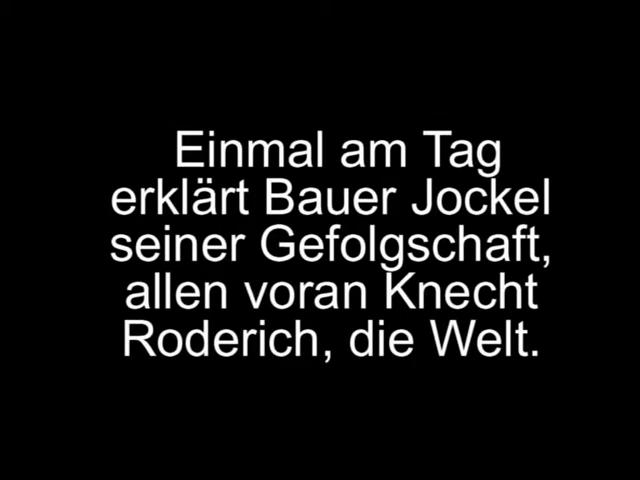 Einmal am Tag
erklärt Bauer Jockel
seiner Gefolgschaft,
allen voran Knecht
Roderich, die Welt.